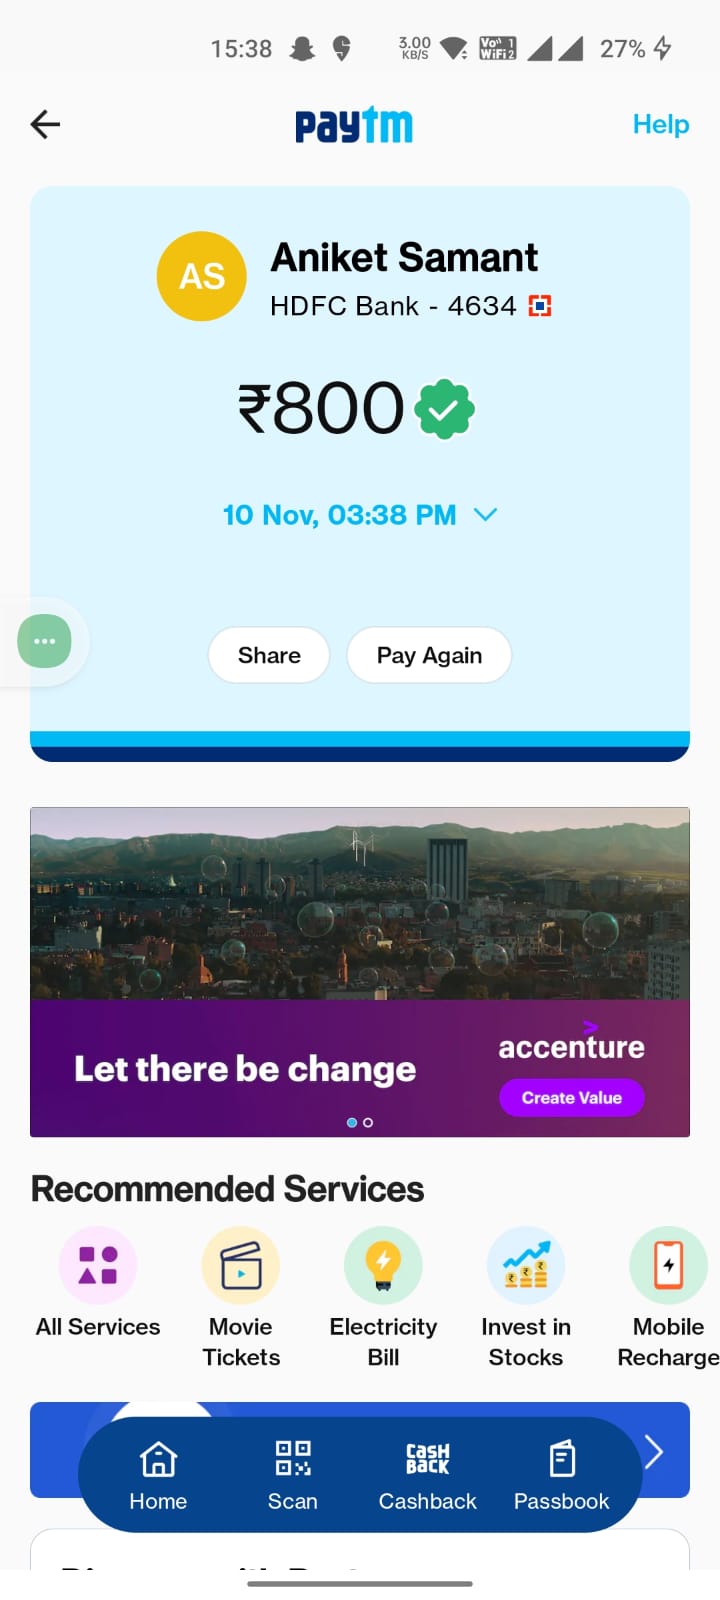 15:38 3.00 KB/S Vo 1 WiFi2 27%
paytm Help
AS Aniket Samant
HDFC Bank - 4634
₹800
10 Nov, 03:38 PM
Share Pay Again
Let there be change
accenture
Create Value
Recommended Services
All Services
Movie Tickets
Electricity Bill
Invest in Stocks
Mobile Recharge
Home
Scan
CASH BACK
Cashback
Passbook